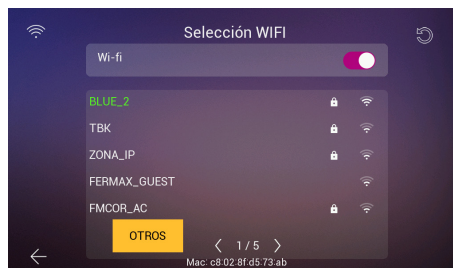 Selección WIFI
Wi-fi
BLUE_2
TBK
ZONA_IP
FERMAX_GUEST
FMCOR_AC
OTROS
1 / 5
Mac: c8:02:8f:d5:73:ab